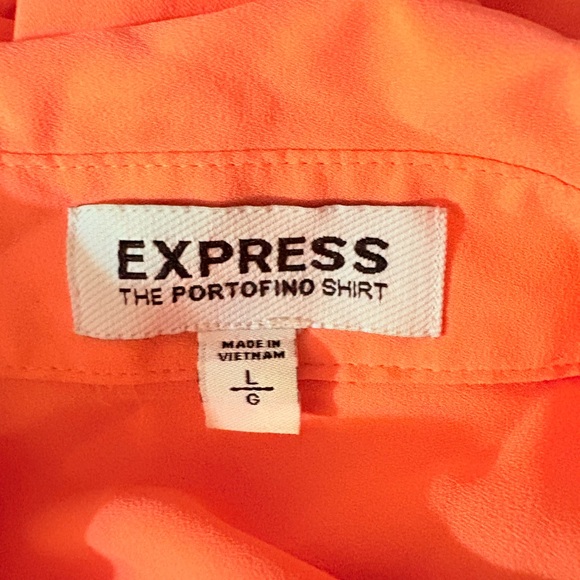 EXPRESS
THE PORTOFINO SHIRT
MADE IN
VIETNAM
L
G